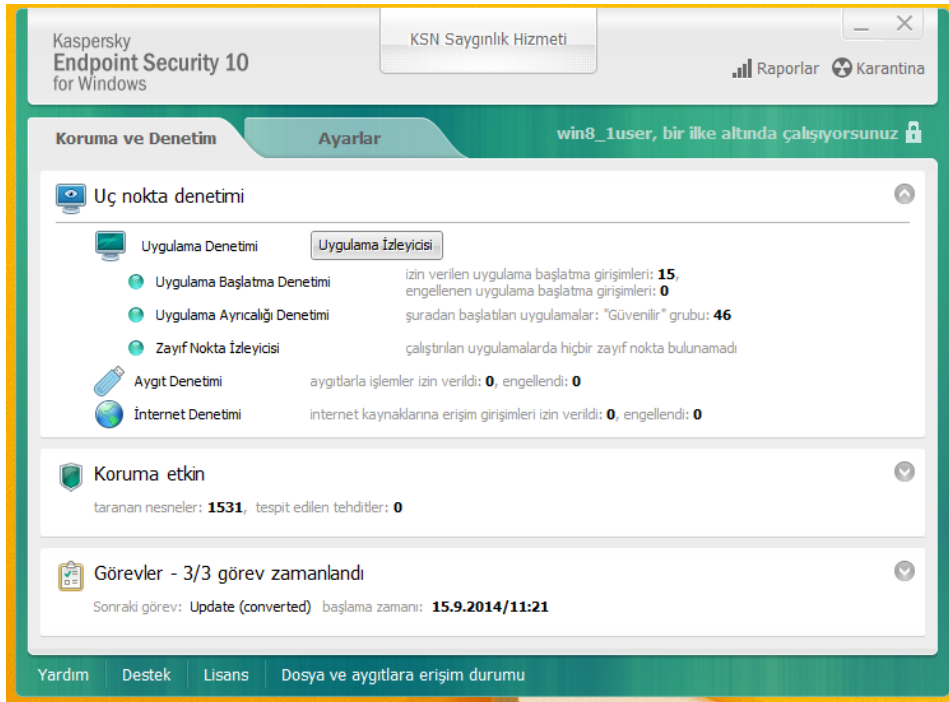 Kaspersky
Endpoint Security 10
for Windows
KSN Saygınlık Hizmeti
Raporlar
Karantina
Koruma ve Denetim
Ayarlar
win8_1user, bir ilke altında çalışıyorsunuz
Uç nokta denetimi
Uygulama Denetimi
Uygulama İzleyicisi
Uygulama Başlatma Denetimi
izin verilen uygulama başlatma girişimleri: 15,
engellenen uygulama başlatma girişimleri: 0
Uygulama Ayrıcalığı Denetimi
şuradan başlatılan uygulamalar: "Güvenilir" grubu: 46
Zayıf Nokta İzleyicisi
çalıştırılan uygulamalarda hiçbir zayıf nokta bulunamadı
Aygıt Denetimi
aygıtlarla işlemler izin verildi: 0, engellendi: 0
İnternet Denetimi
internet kaynaklarına erişim girişimleri izin verildi: 0, engellendi: 0
Koruma etkin
taranan nesneler: 1531, tespit edilen tehditler: 0
Görevler - 3/3 görev zamanlandı
Sonraki görev: Update (converted) başlama zamanı: 15.9.2014/11:21
Yardım
Destek
Lisans
Dosya ve aygıtlara erişim durumu